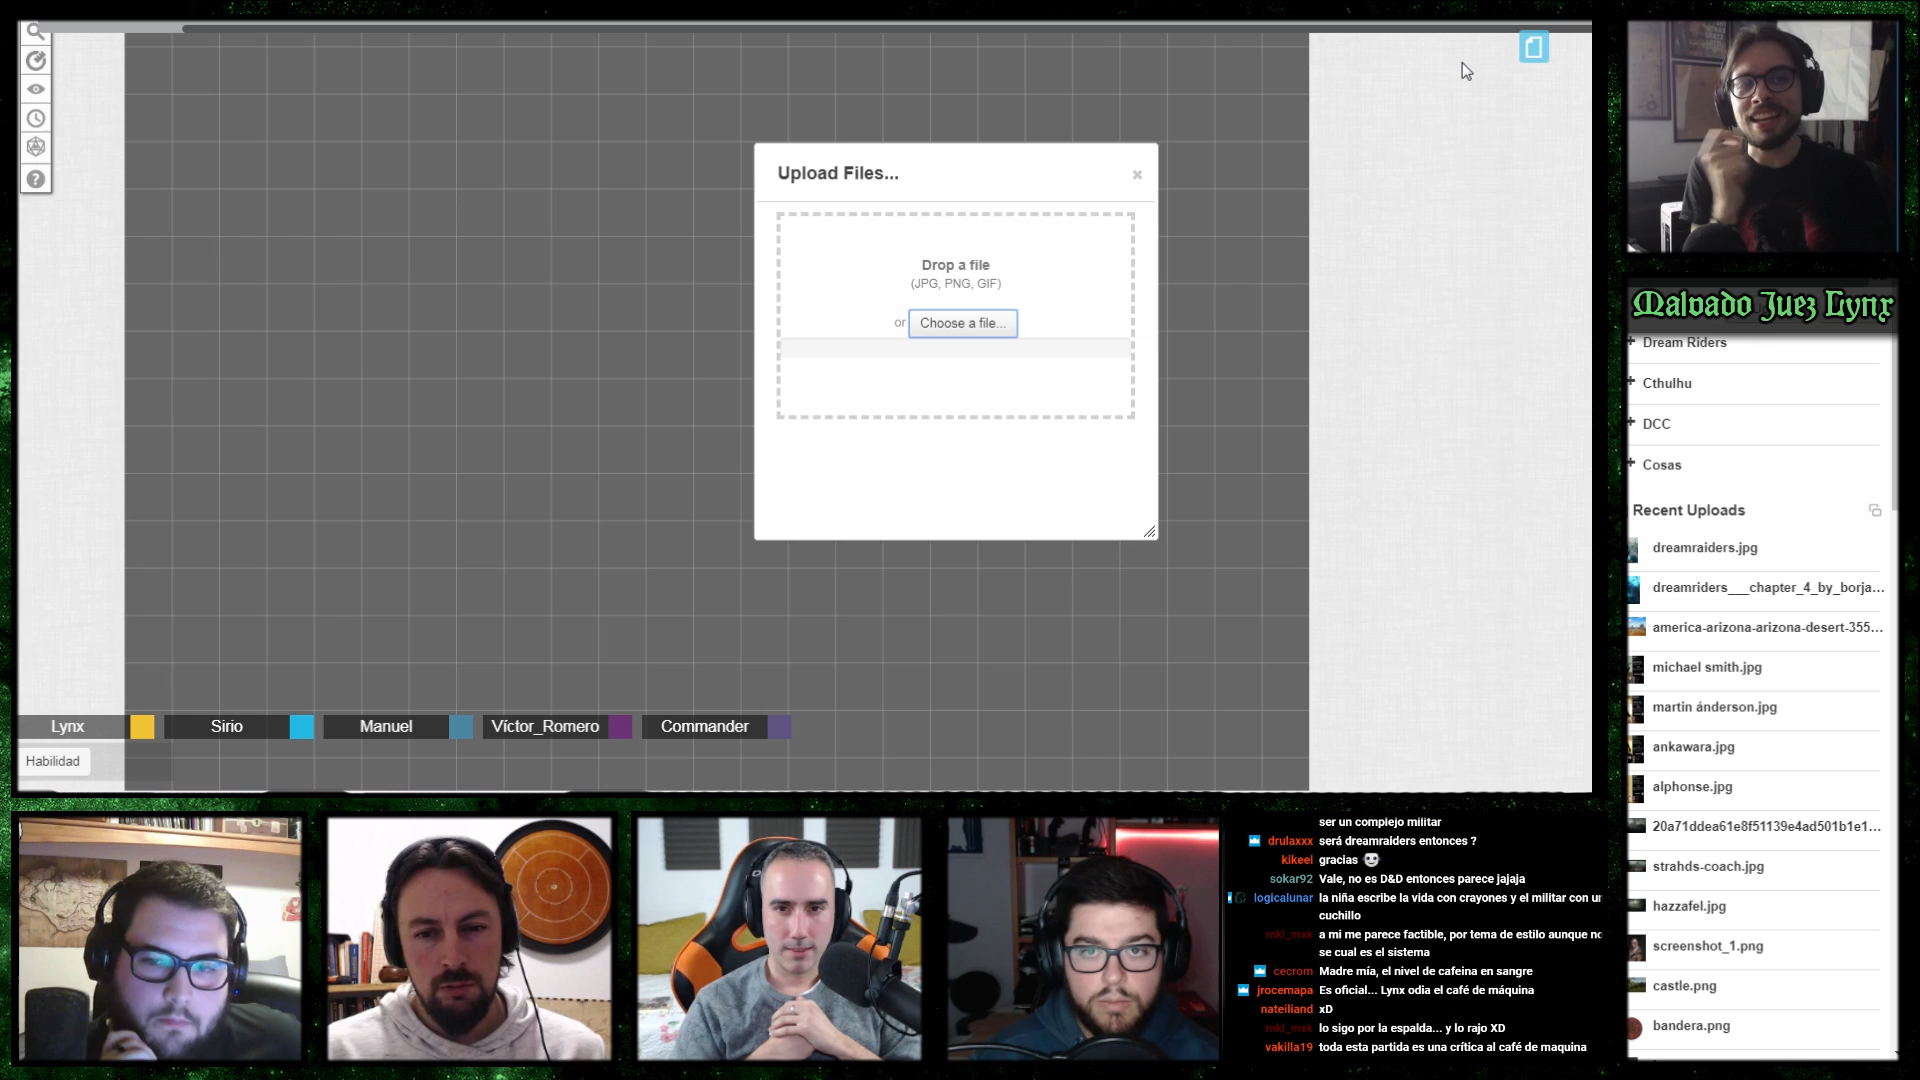 Upload Files...
Drop a file
(JPG, PNG, GIF)
or Choose a file...
Lynx
Sirio
Manuel
Víctor_Romero
Commander
Habilidad
Malvado Juez Lynx
Dream Riders
Cthulhu
DCC
Cosas
Recent Uploads
dreamraiders.jpg
dreamriders___chapter_4_by_borja...
america-arizona-arizona-desert-355...
michael smith.jpg
martin ánderson.jpg
ankawara.jpg
alphonse.jpg
20a71ddea61e8f51139e4ad501b1e1...
strahds-coach.jpg
hazzafel.jpg
screenshot_1.png
castle.png
bandera.png
ser un complejo militar
drulaxxx será dreamraiders entonces ?
kikeel gracias
sokar92 Vale, no es D&D entonces parece jajaja
logicalunar la niña escribe la vida con crayones y el militar con un
cuchillo
mkl_mxk a mi me parece factible, por tema de estilo aunque no
se cual es el sistema
cecrom Madre mía, el nivel de cafeina en sangre
jrocemapa Es oficial... Lynx odia el café de máquina
nateiliand xD
mkl_mxk lo sigo por la espalda... y lo rajo XD
vakilla19 toda esta partida es una crítica al café de maquina